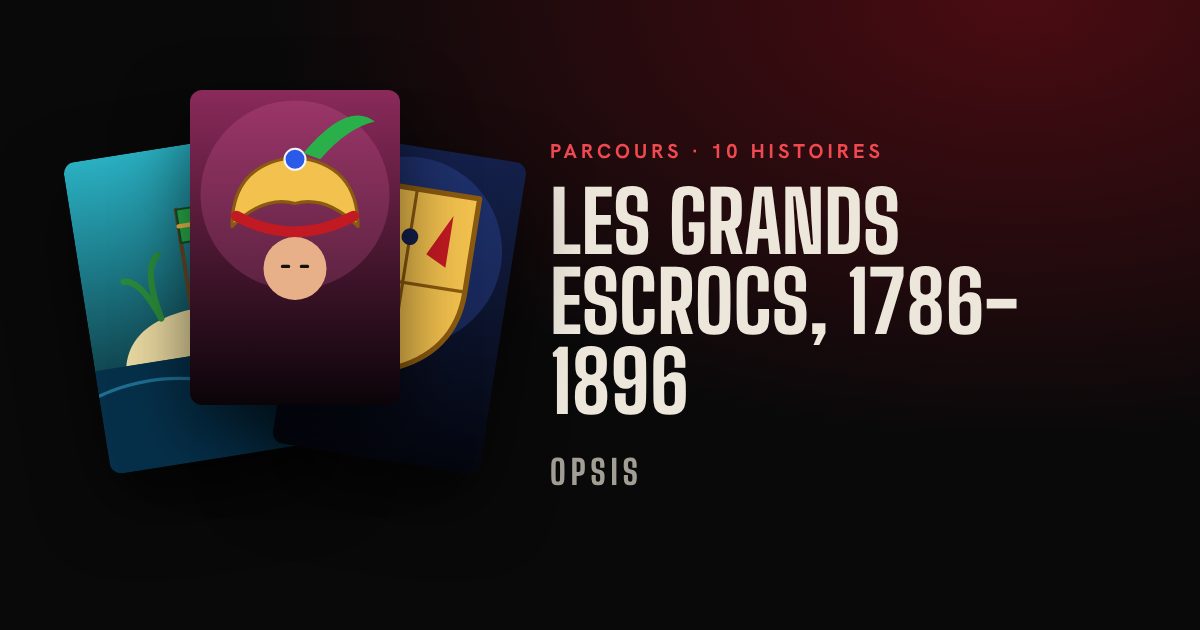 PARCOURS · 10 HISTOIRES
LES GRANDS
ESCROCS, 1786–
1896
OPSIS